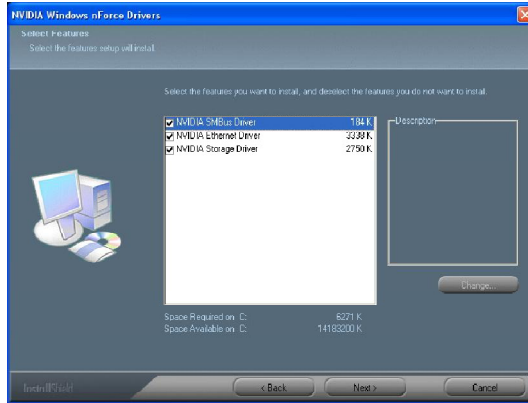 NVIDIA Windows nForce Drivers
Select Features
Select the features setup will install.
Select the features you want to install, and deselect the features you do not want to install.
NVIDIA SMBus Driver 184 K
NVIDIA Ethernet Driver 3338 K
NVIDIA Storage Driver 2750 K
Description
Change...
Space Required on C: 6271 K
Space Available on C: 14183200 K
InstallShield
< Back
Next >
Cancel